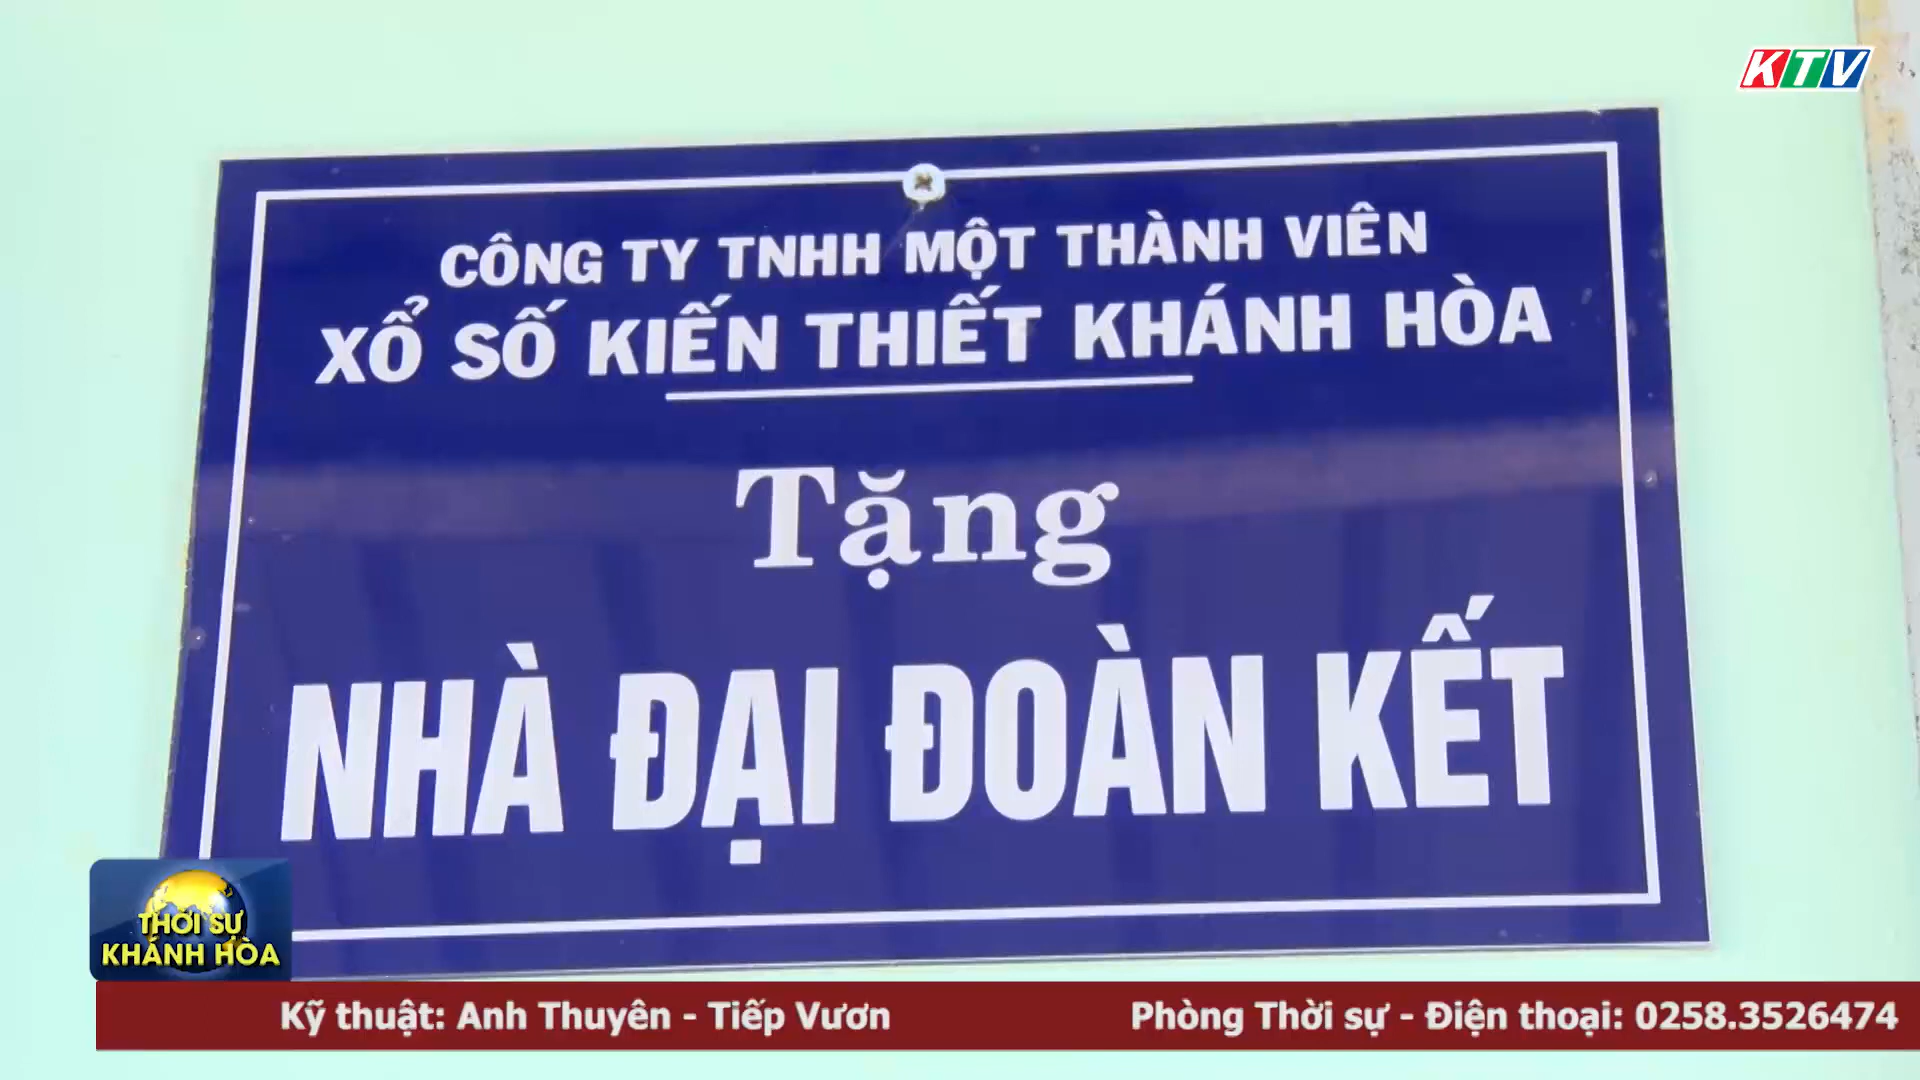 KTV
CÔNG TY TNHH MỘT THÀNH VIÊN
XỔ SỐ KIẾN THIẾT KHÁNH HÒA
Tặng
NHÀ ĐẠI ĐOÀN KẾT
THỜI SỰ
KHÁNH HÒA
Kỹ thuật: Anh Thuyên - Tiếp Vươn Phòng Thời sự - Điện thoại: 0258.3526474